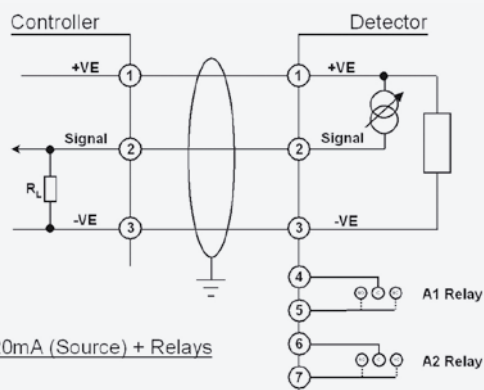 Controller Detector
+VE 1 1 +VE
Signal 2 2 Signal
RL
-VE 3 3 -VE
4
A1 Relay
5
20mA (Source) + Relays
6
A2 Relay
7